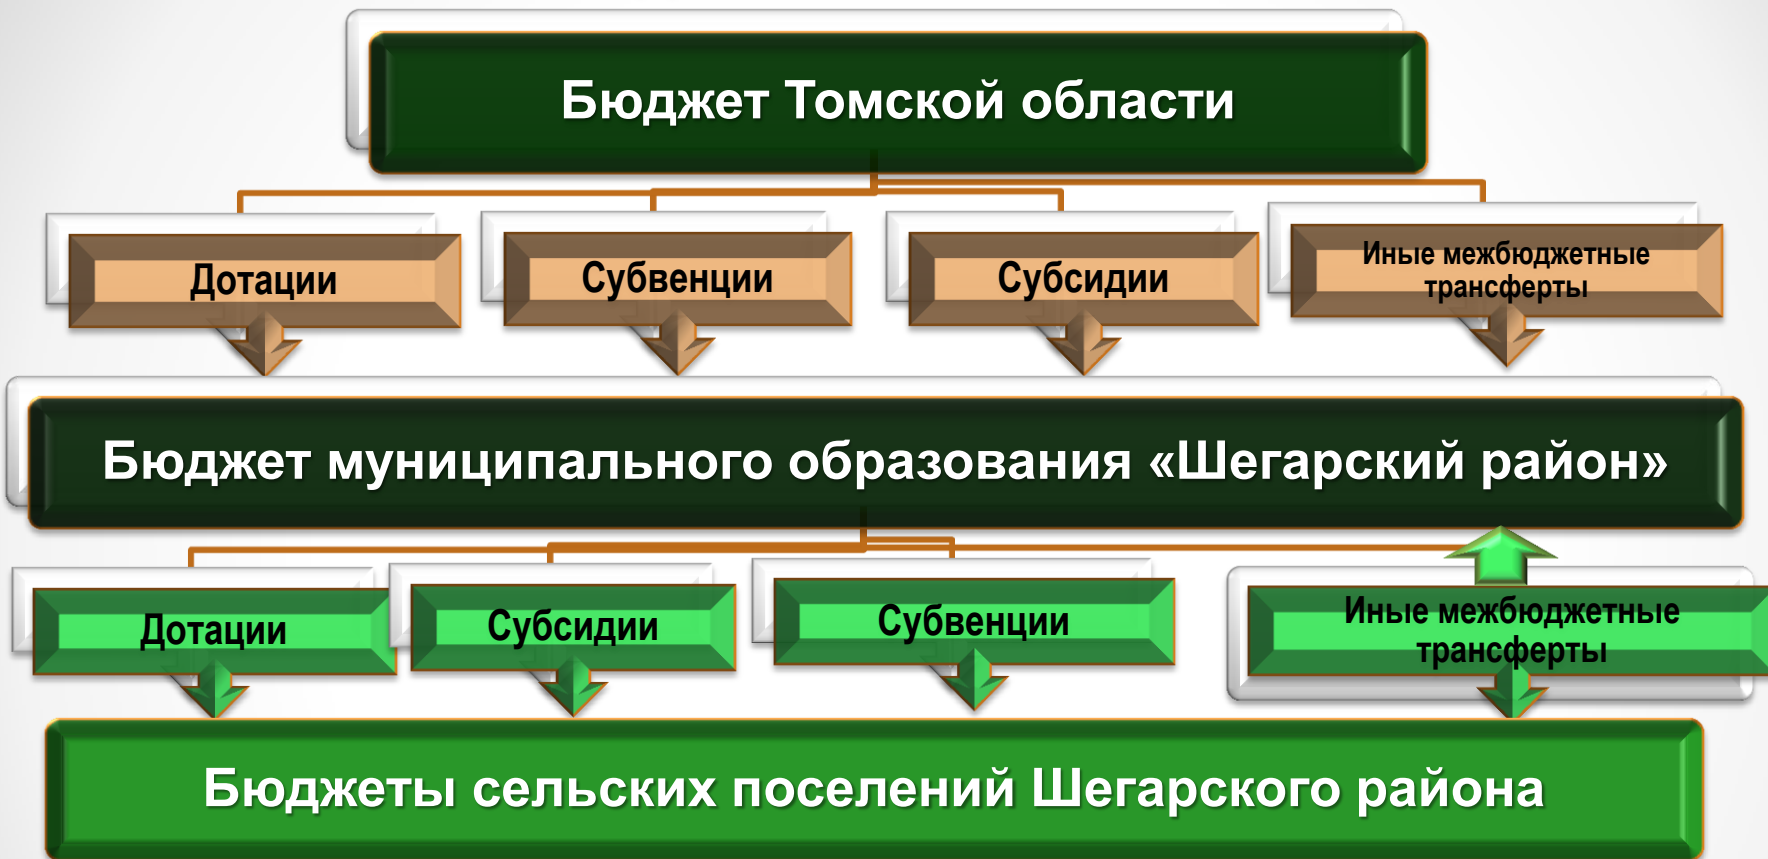 Бюджет Томской области
Дотации
Субвенции
Субсидии
Иные межбюджетные
трансферты
Бюджет муниципального образования «Шегарский район»
Дотации
Субсидии
Субвенции
Иные межбюджетные
трансферты
Бюджеты сельских поселений Шегарского района